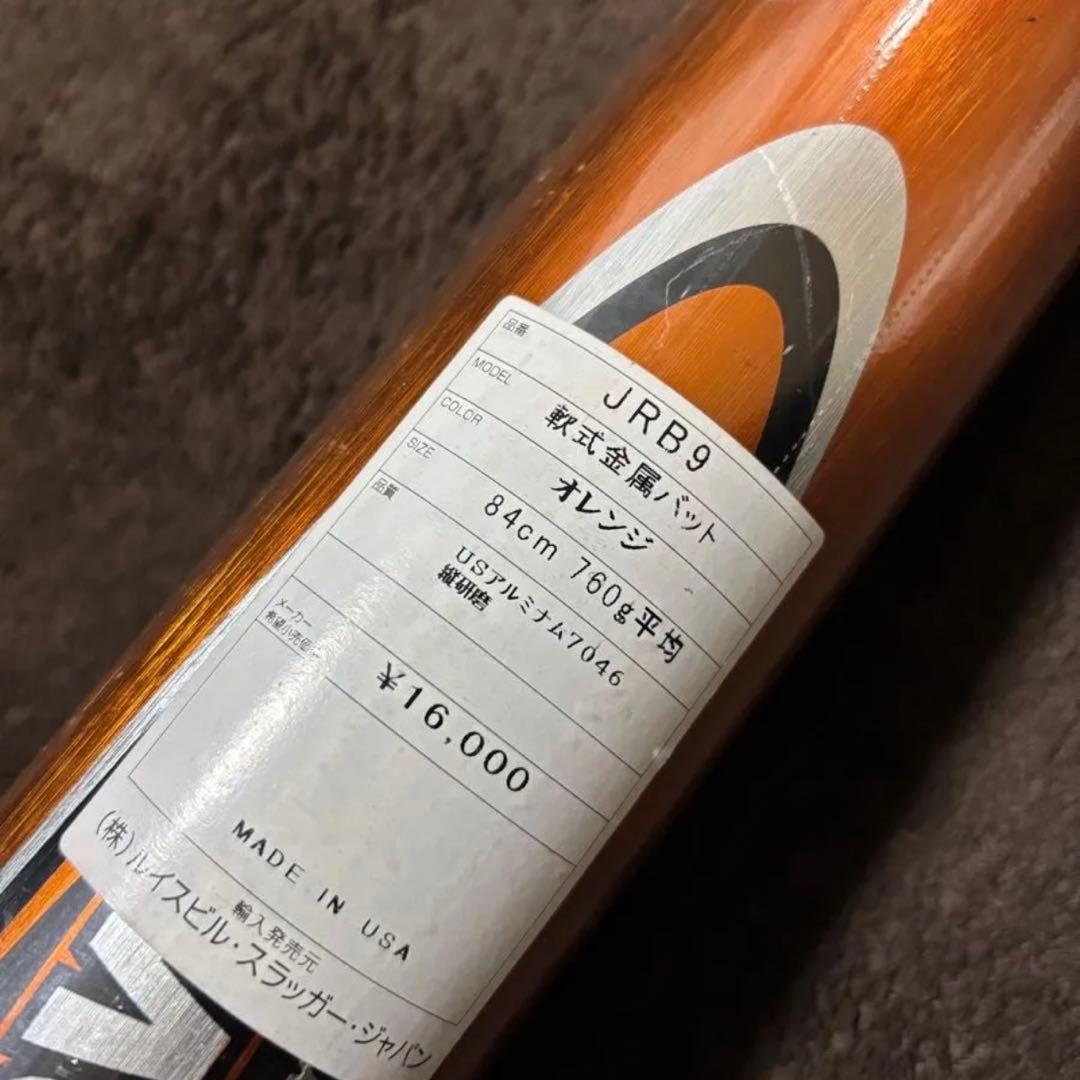 品番
JRB9
MODEL
軟式金属バット
COLOR
オレンジ
SIZE
84cm 760g平均
品質
USアルミナム7046
縦研磨
メーカー
希望小売価格
¥16,000
MADE IN USA
輸入発売元
(株)ルイスビル・スラッガー・ジャパン